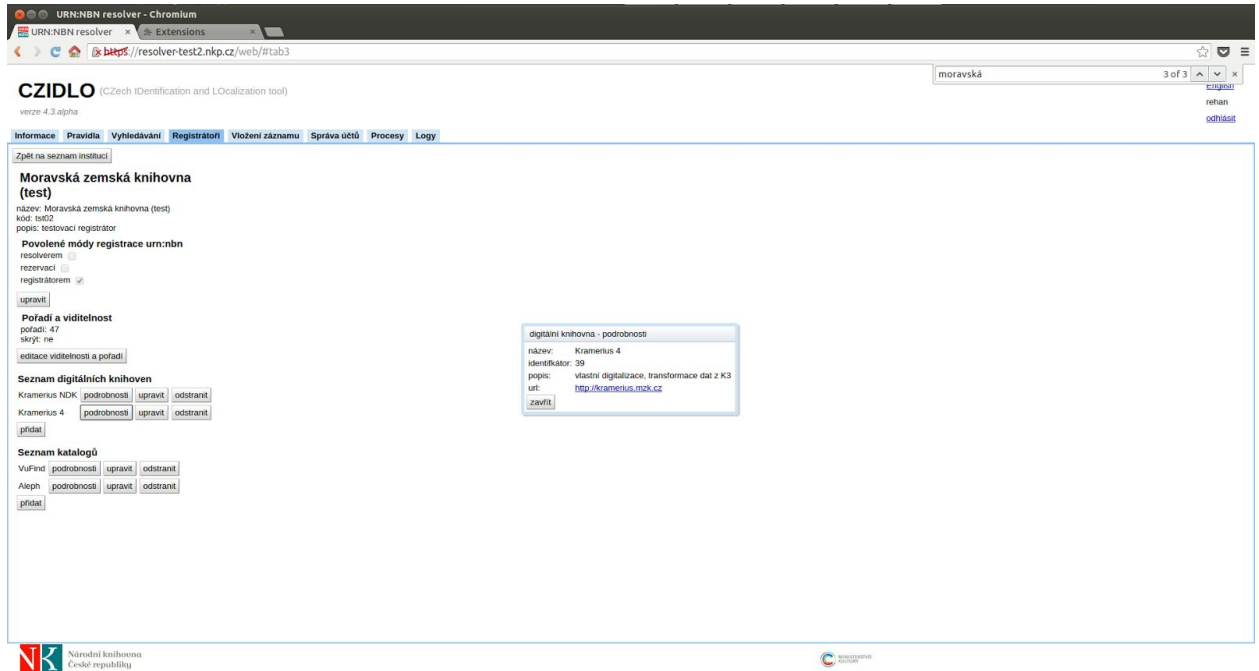 URN:NBN resolver - Chromium
URN:NBN resolver × Extensions ×
https://resolver-test2.nkp.cz/web/#tab3
moravská 3 of 3 ×
CZIDLO (CZech IDentification and LOcalization tool)
English
verze 4.3.alpha
rehan
odhlásit
Informace Pravidla Vyhledávání Registrátoři Vložení záznamu Správa účtů Procesy Logy
Zpět na seznam institucí
Moravská zemská knihovna
(test)
název: Moravská zemská knihovna (test)
kód: tst02
popis: testovací registrátor
Povolené módy registrace urn:nbn
resolverem
rezervací
registrátorem
upravit
Pořadí a viditelnost
pořadí: 47
skrýt: ne
editace viditelnosti a pořadí
Seznam digitálních knihoven
Kramerius NDK podrobnosti upravit odstranit
Kramerius 4 podrobnosti upravit odstranit
přidat
Seznam katalogů
VuFind podrobnosti upravit odstranit
Aleph podrobnosti upravit odstranit
přidat
digitální knihovna - podrobnosti
název: Kramerius 4
identifkátor: 39
popis: vlastní digitalizace, transformace dat z K3
url: http://kramerius.mzk.cz
zavřít
NK Národní knihovna
České republiky
MINISTERSTVO
KULTURY